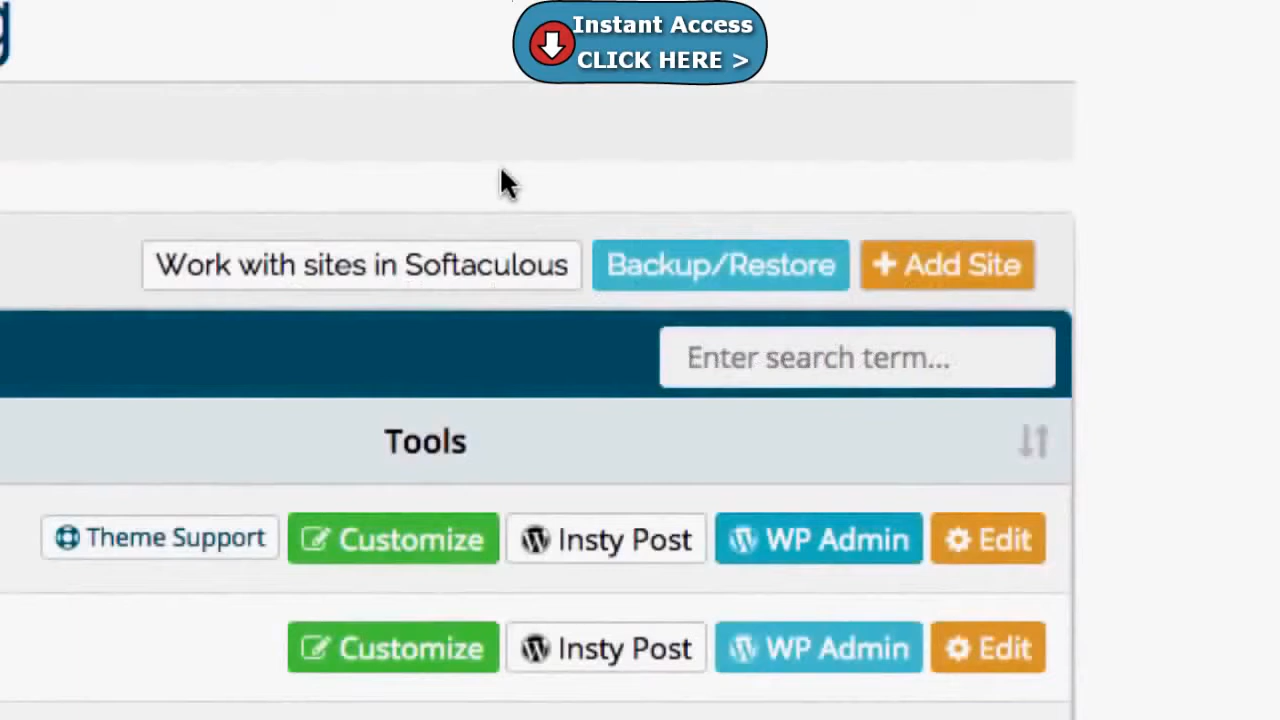 g
Instant Access
CLICK HERE >
Work with sites in Softaculous
Backup/Restore
+ Add Site
Enter search term...
Tools
Theme Support
Customize
Insty Post
WP Admin
Edit
Customize
Insty Post
WP Admin
Edit